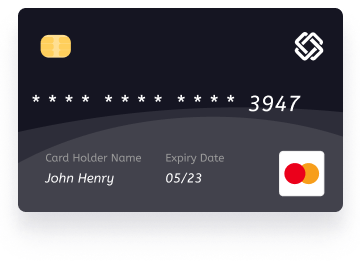 * * * * * * * * * * * * 3947
Card Holder Name Expiry Date
John Henry 05/23